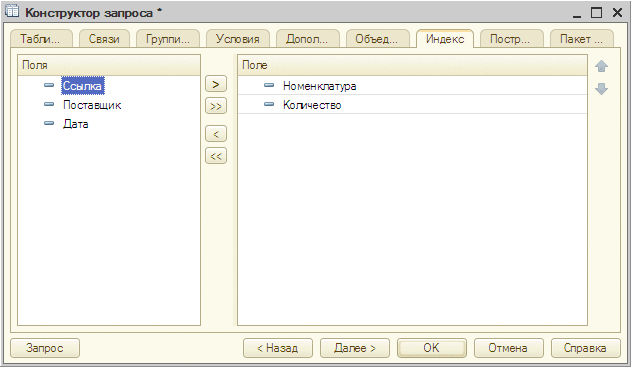 Конструктор запроса *
Табли... Связи Группи... Условия Допол... Объед... Индекс Постр... Пакет ...
Поля
Ссылка
Поставщик
Дата
>
>>
<
<<
Поле
Номенклатура
Количество
Запрос < Назад Далее > OK Отмена Справка